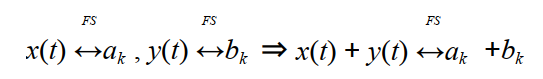 FS FS FS
x(t) ↔a_k , y(t) ↔b_k ⇒ x(t) + y(t) ↔a_k +b_k